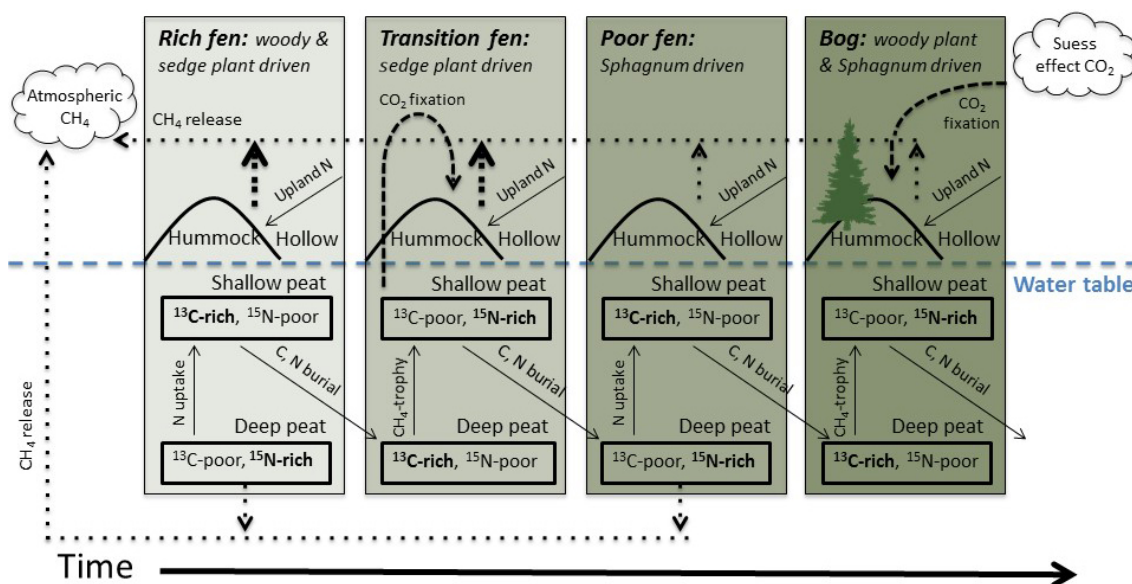 Rich fen: woody &
sedge plant driven
Transition fen:
sedge plant driven
Poor fen:
Sphagnum driven
Bog: woody plant
& Sphagnum driven
Suess
effect CO₂
Atmospheric
CH₄
CH₄ release
CO₂ fixation
CO₂
fixation
Upland N
Upland N
Upland N
Hummock
Hollow
Hummock
Hollow
Hummock
Hollow
Hummock
Hollow
Water table
Shallow peat
¹³C-rich, ¹⁵N-poor
Shallow peat
¹³C-poor, ¹⁵N-rich
Shallow peat
¹³C-rich, ¹⁵N-poor
Shallow peat
¹³C-poor, ¹⁵N-rich
N uptake
C, N burial
CH₄-trophy
C, N burial
N uptake
C, N burial
CH₄-trophy
Deep peat
¹³C-poor, ¹⁵N-rich
Deep peat
¹³C-rich, ¹⁵N-poor
Deep peat
¹³C-poor, ¹⁵N-rich
Deep peat
¹³C-rich, ¹⁵N-poor
CH₄ release
Time